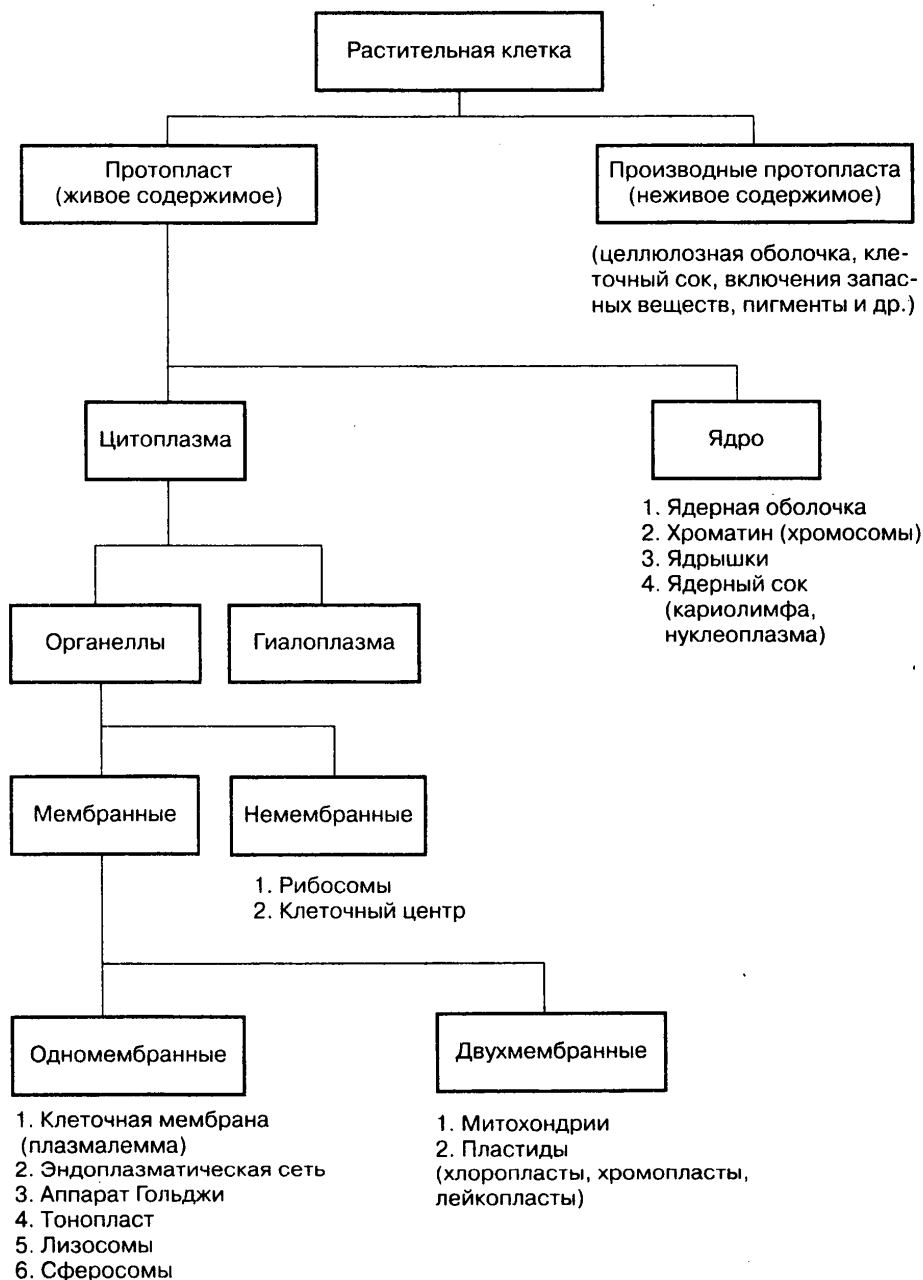 Растительная клетка
Протопласт
(живое содержимое)
Производные протопласта
(неживое содержимое)
(целлюлозная оболочка, кле-
точный сок, включения запас-
ных веществ, пигменты и др.)
Цитоплазма
Ядро
1. Ядерная оболочка
2. Хроматин (хромосомы)
3. Ядрышки
4. Ядерный сок
(кариолимфа,
нуклеоплазма)
Органеллы
Гиалоплазма
Мембранные
Немембранные
1. Рибосомы
2. Клеточный центр
Одномембранные
Двухмембранные
1. Клеточная мембрана
(плазмалемма)
2. Эндоплазматическая сеть
3. Аппарат Гольджи
4. Тонопласт
5. Лизосомы
6. Сферосомы
1. Митохондрии
2. Пластиды
(хлоропласты, хромопласты,
лейкопласты)